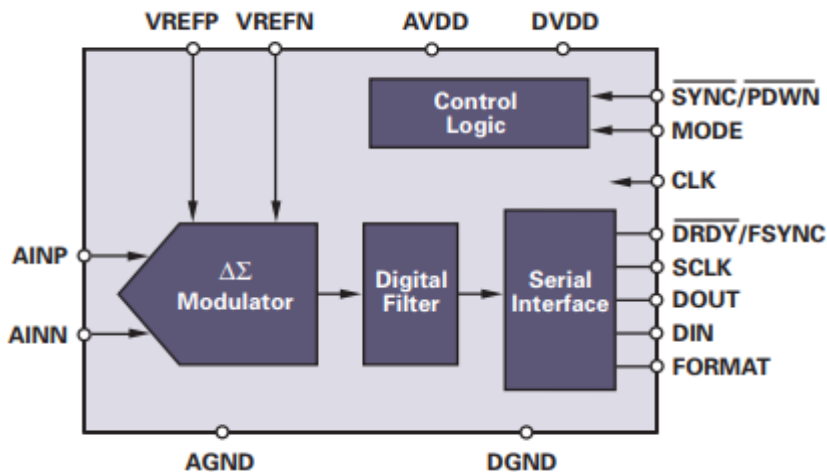 VREFP VREFN AVDD DVDD
Control
Logic
SYNC/PDWN
MODE
CLK
AINP
AINN
ΔΣ
Modulator
Digital
Filter
Serial
Interface
DRDY/FSYNC
SCLK
DOUT
DIN
FORMAT
AGND DGND